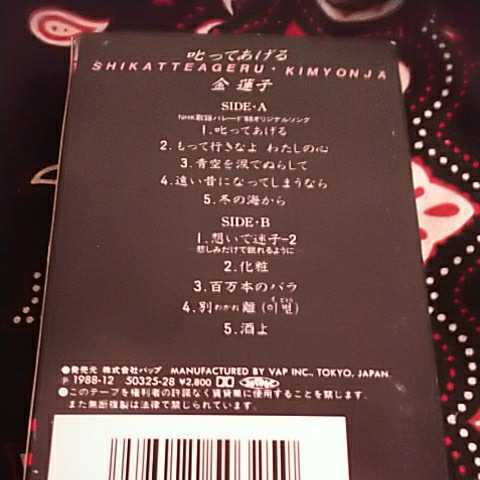 叱ってあげる
SHIKATTEAGERU・KIMYONJA
金 蓮子
SIDE・A
NHK歌謡パレード'88オリジナルソング
1.叱ってあげる
2.もって行きなよ わたしの心
3.青空を涙でぬらして
4.遠い昔になってしまうなら
5.冬の海から
SIDE・B
1.想いで迷子-2
悲しみだけで眠れるように
2.化粧
3.百万本のバラ
4.別わかれ離(이별)
5.酒よ
●発売元 株式会社バップ MANUFACTURED BY VAP INC., TOKYO, JAPAN.
Ⓟ 1988-12 50325-28 ¥2,800
●このテープを権利者の許諾なく賃貸業に使用することを禁じます。
また無断複製は法律で禁じられています。